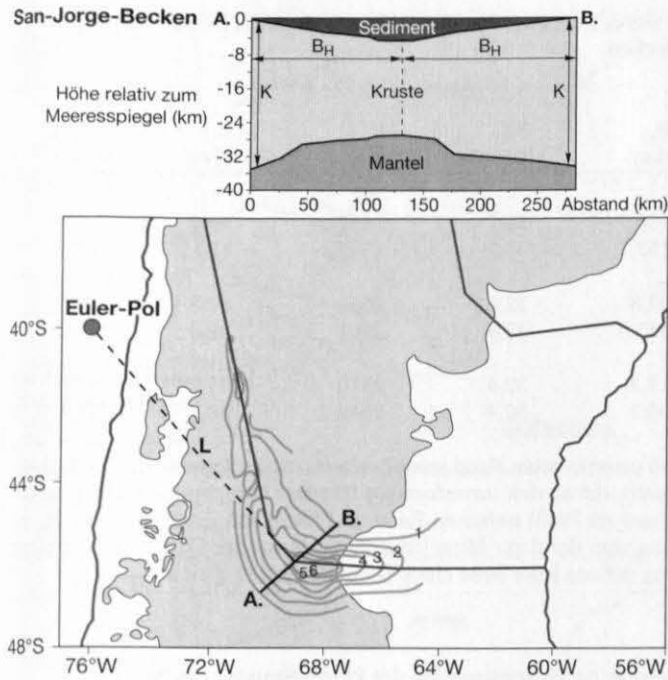 San-Jorge-Becken
A. B.
0
Sediment
-8
B_H B_H
Höhe relativ zum
Meeresspiegel (km)
-16
K Kruste K
-24
-32
Mantel
-40
0 50 100 150 200 250 Abstand (km)
Euler-Pol
40°S
L
44°S
B.
1
2
3
4
5 6
A.
48°S
76°W 72°W 68°W 64°W 60°W 56°W